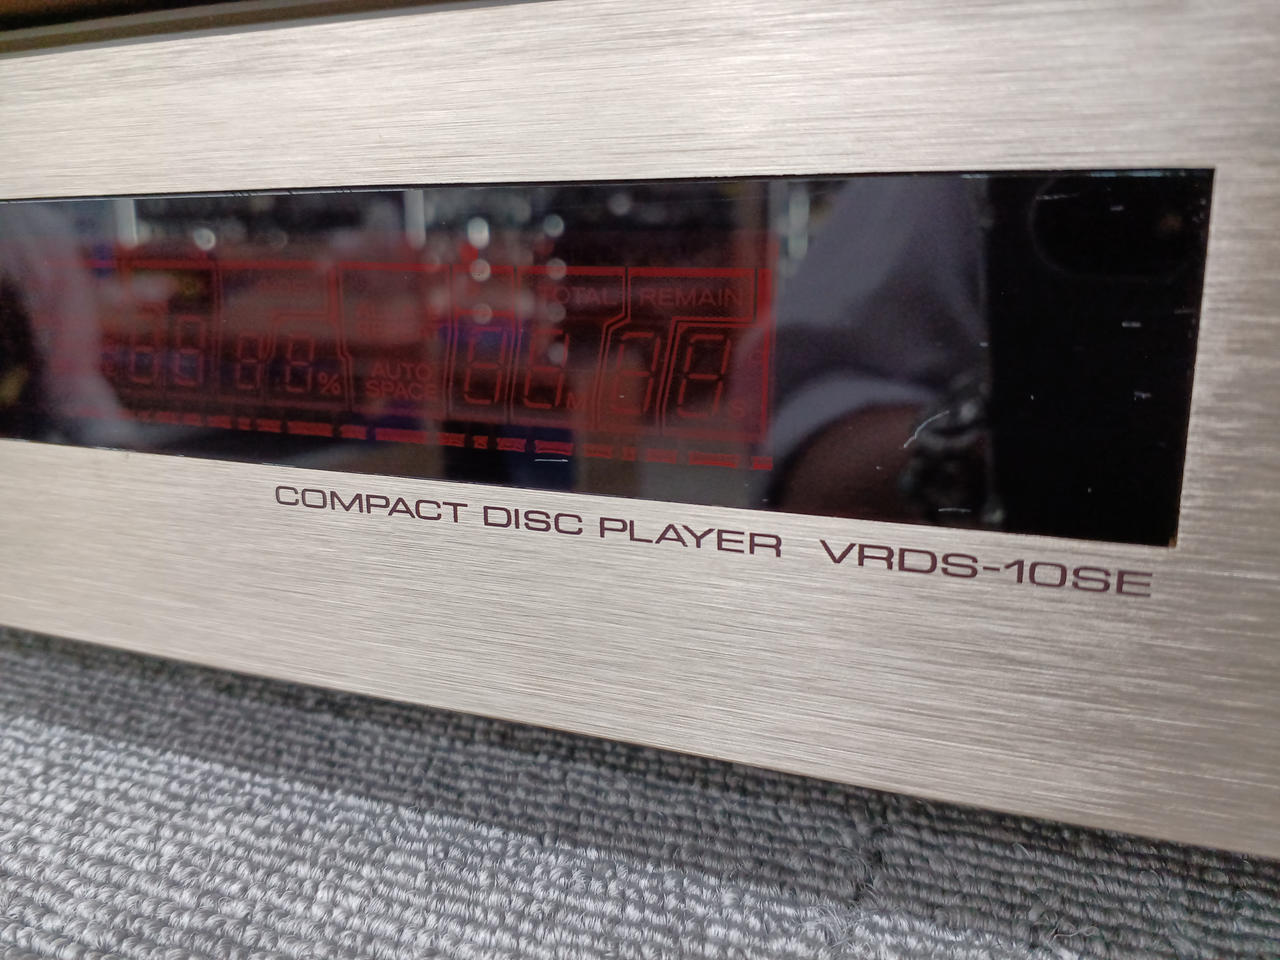 TOTAL REMAIN
%
AUTO
SPACE
M
S
COMPACT DISC PLAYER VRDS-10SE